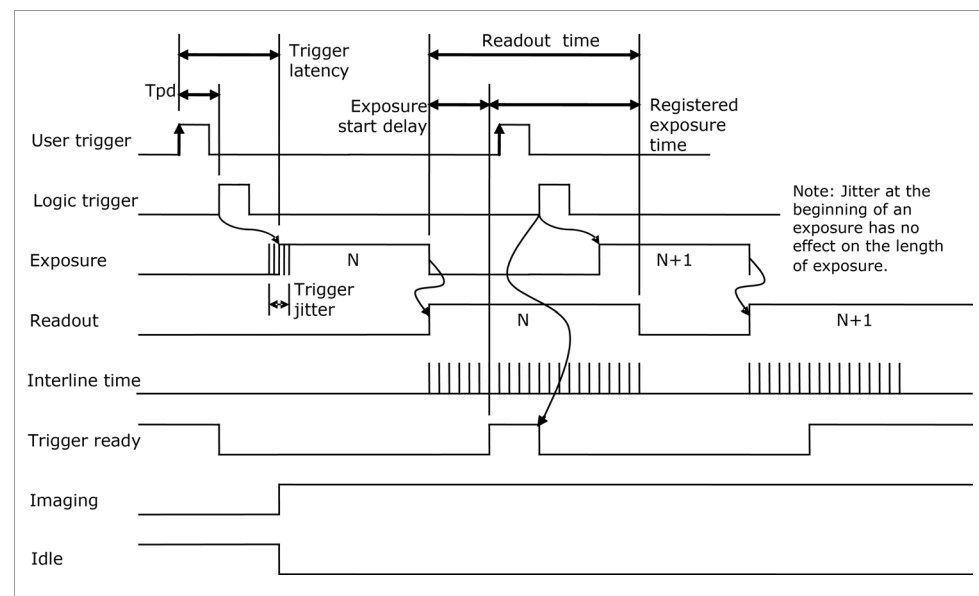 Trigger
latency
Readout time
Tpd
Exposure
start delay
Registered
exposure
time
User trigger
Logic trigger
Note: Jitter at the
beginning of an
exposure has no
effect on the length
of exposure.
Exposure
N
N+1
Trigger
jitter
Readout
N
N+1
Interline time
Trigger ready
Imaging
Idle